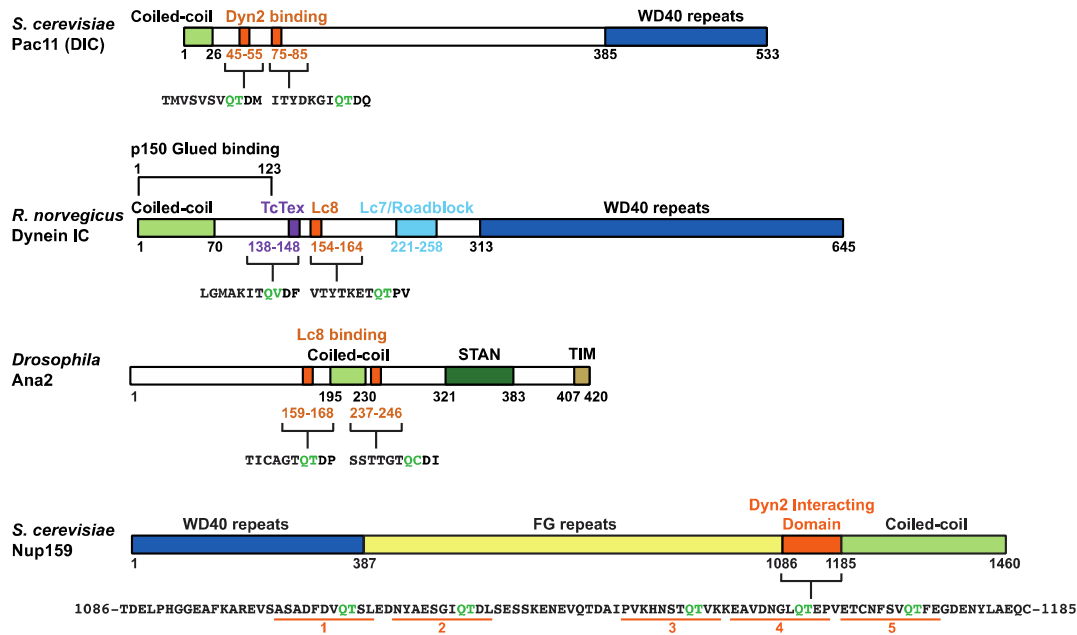 S. cerevisiae
Pac11 (DIC)
Coiled-coil
Dyn2 binding
WD40 repeats
1
26
45-55
75-85
385
533
TMVSVSVQTDM ITYDKGIQTDQ
p150 Glued binding
1
123
R. norvegicus
Dynein IC
Coiled-coil
TcTex
Lc8
Lc7/Roadblock
WD40 repeats
1
70
138-148
154-164
221-258
313
645
LGMAKITQVDF VTYTKETQTPV
Lc8 binding
Drosophila
Ana2
Coiled-coil
STAN
TIM
1
195
230
321
383
407
420
159-168
237-246
TICAGTQTDP SSTTGTQCDI
S. cerevisiae
Nup159
WD40 repeats
FG repeats
Dyn2 Interacting
Domain
Coiled-coil
1
387
1086
1185
1460
1086-TDELPHGGEAFKAREVSASADFDVQTSLEDNYAESGIQTDLSESSKENEVQTDAIPVKHNSTQTVKKEAVDNGLQTEPVETCNFSVQTFEGDENYLAEQC-1185
1
2
3
4
5